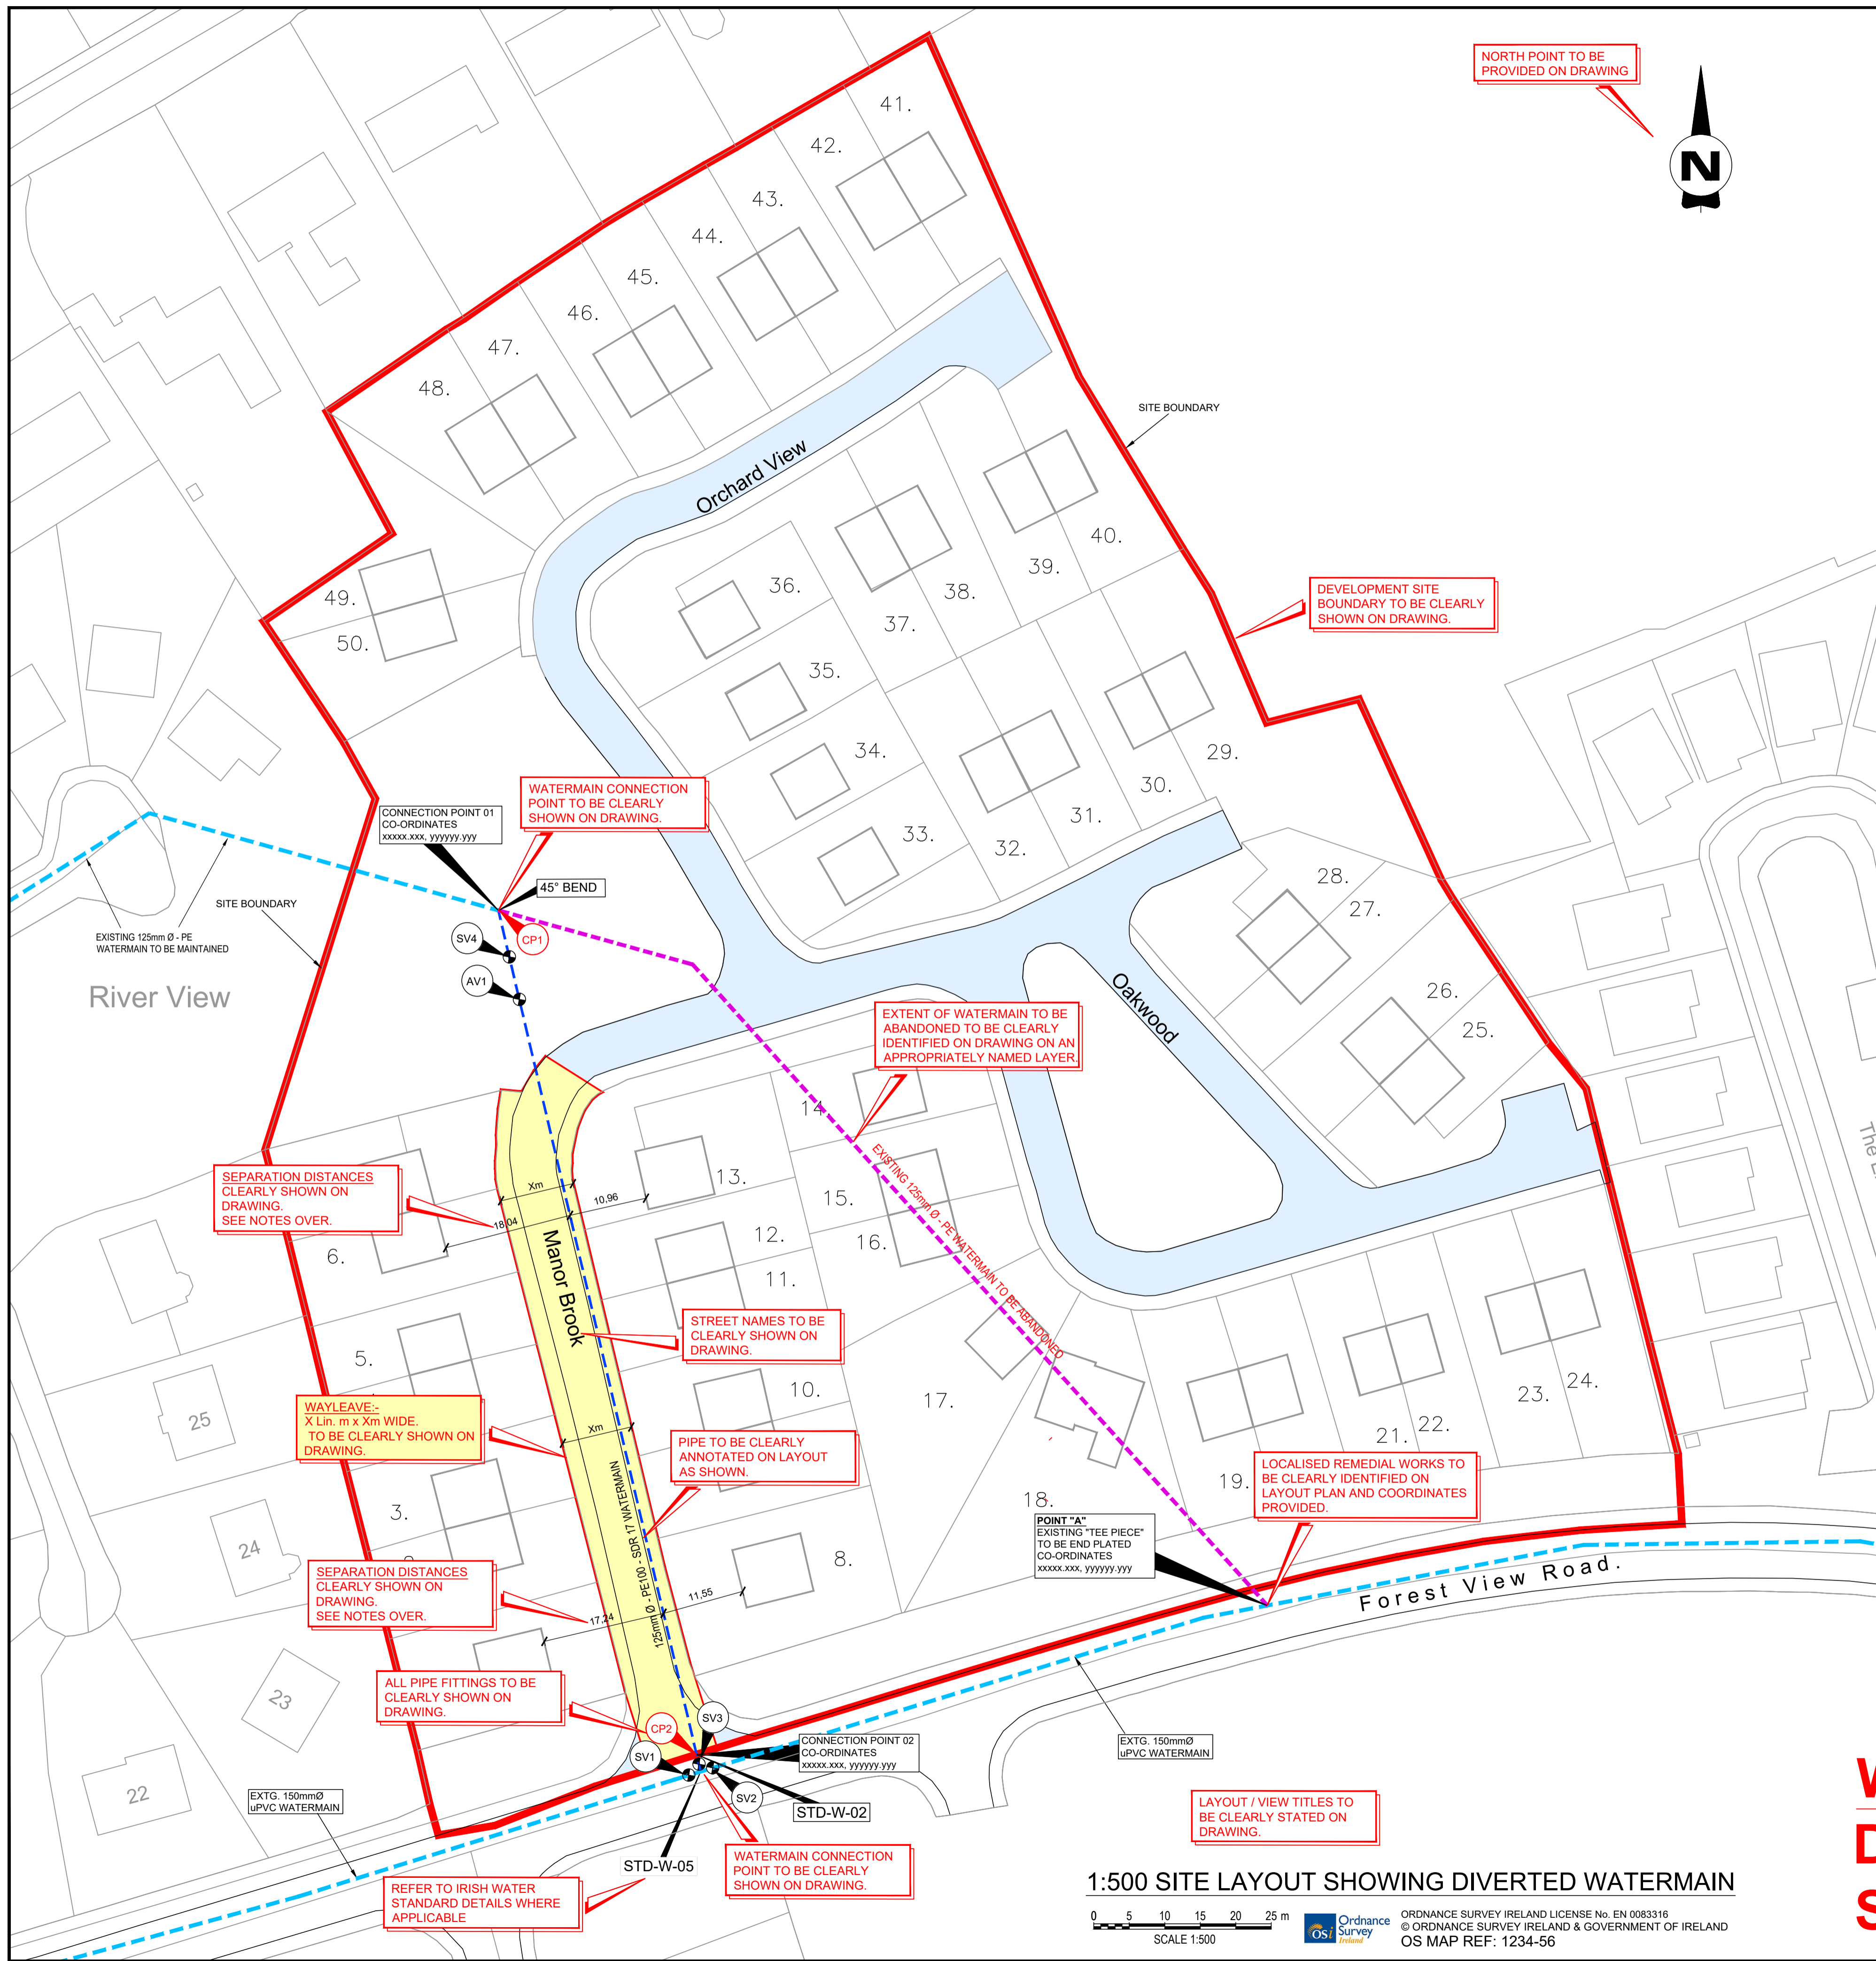 NORTH POINT TO BE
PROVIDED ON DRAWING
N
41.
42.
43.
44.
45.
46.
47.
48.
Orchard View
SITE BOUNDARY
49.
50.
36.
37.
38.
39.
40.
DEVELOPMENT SITE
BOUNDARY TO BE CLEARLY
SHOWN ON DRAWING.
35.
34.
33.
32.
31.
30.
29.
WATERMAIN CONNECTION
POINT TO BE CLEARLY
SHOWN ON DRAWING.
CONNECTION POINT 01
CO-ORDINATES
xxxxx.xxx, yyyyyy.yyy
45° BEND
SV4
CP1
AV1
SITE BOUNDARY
EXISTING 125mm Ø - PE
WATERMAIN TO BE MAINTAINED
River View
28.
27.
26.
25.
Oakwood
EXTENT OF WATERMAIN TO BE
ABANDONED TO BE CLEARLY
IDENTIFIED ON DRAWING ON AN
APPROPRIATELY NAMED LAYER.
14.
EXISTING 125mm Ø - PE WATERMAIN TO BE ABANDONED
SEPARATION DISTANCES
CLEARLY SHOWN ON
DRAWING.
SEE NOTES OVER.
Xm
10,96
18,04
13.
15.
16.
12.
11.
6.
Manor Brook
STREET NAMES TO BE
CLEARLY SHOWN ON
DRAWING.
5.
10.
17.
25
WAYLEAVE:-
X Lin. m x Xm WIDE.
TO BE CLEARLY SHOWN ON
DRAWING.
Xm
PIPE TO BE CLEARLY
ANNOTATED ON LAYOUT
AS SHOWN.
125mm Ø - PE100 - SDR 17 WATERMAIN
23.
24.
21.
22.
19.
18.
LOCALISED REMEDIAL WORKS TO
BE CLEARLY IDENTIFIED ON
LAYOUT PLAN AND COORDINATES
PROVIDED.
POINT "A"
EXISTING "TEE PIECE"
TO BE END PLATED
CO-ORDINATES
xxxxx.xxx, yyyyyy.yyy
3.
24
8.
SEPARATION DISTANCES
CLEARLY SHOWN ON
DRAWING.
SEE NOTES OVER.
11,55
17,24
Forest View Road.
23
ALL PIPE FITTINGS TO BE
CLEARLY SHOWN ON
DRAWING.
CP2
SV3
SV1
SV2
CONNECTION POINT 02
CO-ORDINATES
xxxxx.xxx, yyyyyy.yyy
EXTG. 150mmØ
uPVC WATERMAIN
22
EXTG. 150mmØ
uPVC WATERMAIN
STD-W-02
STD-W-05
WATERMAIN CONNECTION
POINT TO BE CLEARLY
SHOWN ON DRAWING.
REFER TO IRISH WATER
STANDARD DETAILS WHERE
APPLICABLE
LAYOUT / VIEW TITLES TO
BE CLEARLY STATED ON
DRAWING.
1:500 SITE LAYOUT SHOWING DIVERTED WATERMAIN
0 5 10 15 20 25 m
SCALE 1:500
OSi Ordnance
Survey
Ireland
ORDNANCE SURVEY IRELAND LICENSE No. EN 0083316
© ORDNANCE SURVEY IRELAND & GOVERNMENT OF IRELAND
OS MAP REF: 1234-56